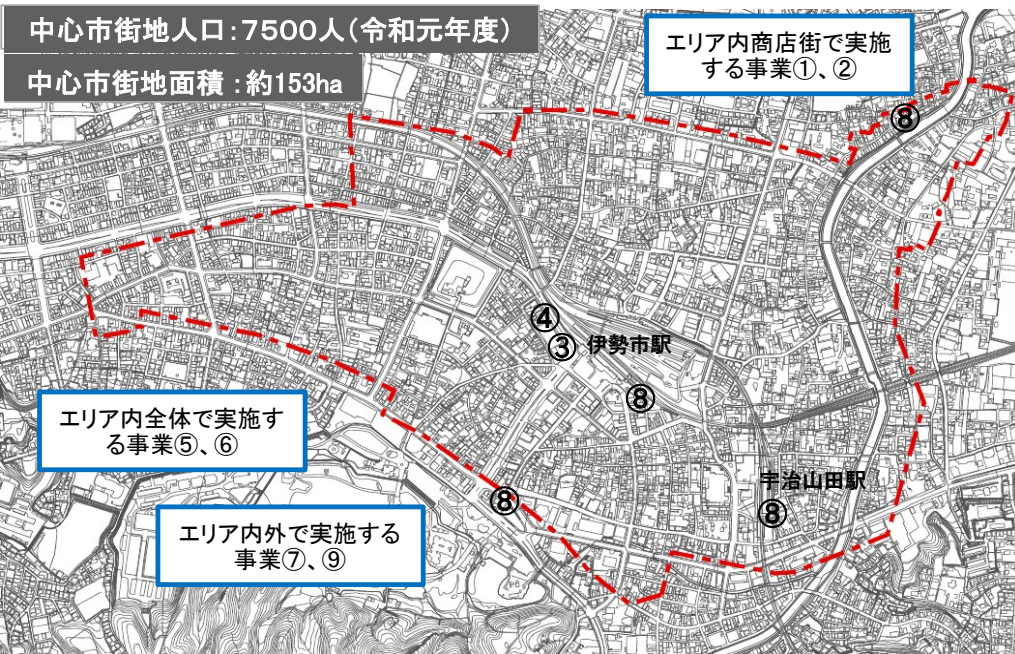 中心市街地人口：7500人（令和元年度）
中心市街地面積：約153ha
エリア内商店街で実施
する事業①、②
⑧
④
③
伊勢市駅
⑧
エリア内全体で実施す
る事業⑤、⑥
宇治山田駅
⑧
⑧
エリア内外で実施する
事業⑦、⑨